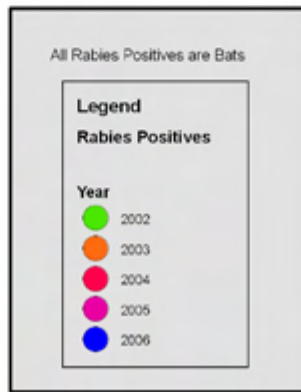 All Rabies Positives are Bats
Legend
Rabies Positives
Year
2002
2003
2004
2005
2006